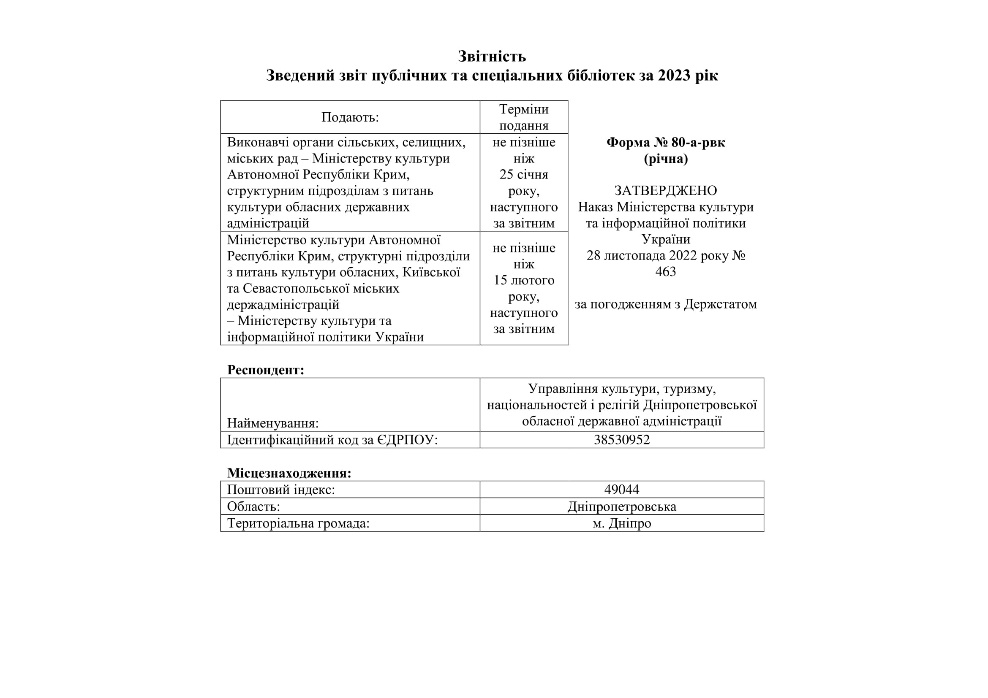 Звітність
Зведений звіт публічних та спеціальних бібліотек за 2023 рік
Подають:
Терміни
подання
Виконавчі органи сільських, селищних,
міських рад – Міністерству культури
Автономної Республіки Крим,
структурним підрозділам з питань
культури обласних державних
адміністрацій
не пізніше
ніж
25 січня
року,
наступного
за звітним
Міністерство культури Автономної
Республіки Крим, структурні підрозділи
з питань культури обласних, Київської
та Севастопольської міських
держадміністрацій
– Міністерству культури та
інформаційної політики України
не пізніше
ніж
15 лютого
року,
наступного
за звітним
Форма № 80-а-рвк
(річна)
ЗАТВЕРДЖЕНО
Наказ Міністерства культури
та інформаційної політики
України
28 листопада 2022 року №
463
за погодженням з Держстатом
Респондент:
Найменування:
Управління культури, туризму,
національностей і релігій Дніпропетровської
обласної державної адміністрації
Ідентифікаційний код за ЄДРПОУ:
38530952
Місцезнаходження:
Поштовий індекс:
49044
Область:
Дніпропетровська
Територіальна громада:
м. Дніпро